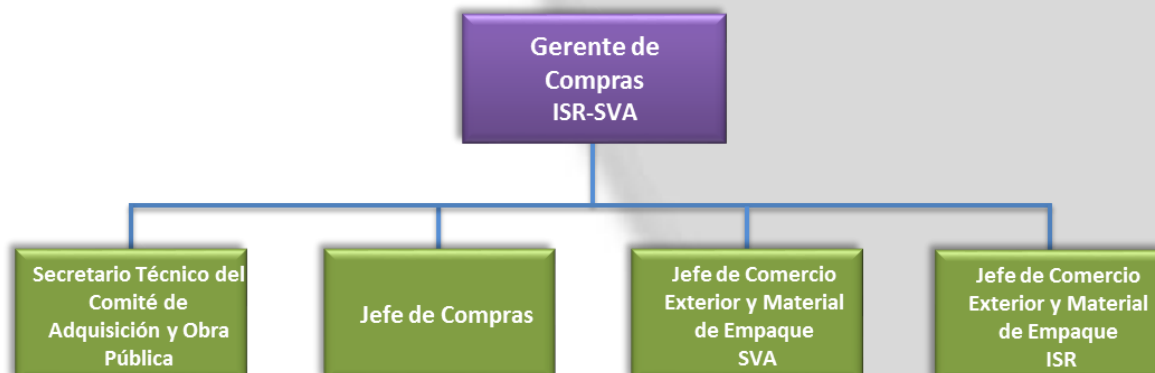 Gerente de
Compras
ISR-SVA
Secretario Técnico del
Comité de
Adquisición y Obra
Pública
Jefe de Compras
Jefe de Comercio
Exterior y Material
de Empaque
SVA
Jefe de Comercio
Exterior y Material
de Empaque
ISR